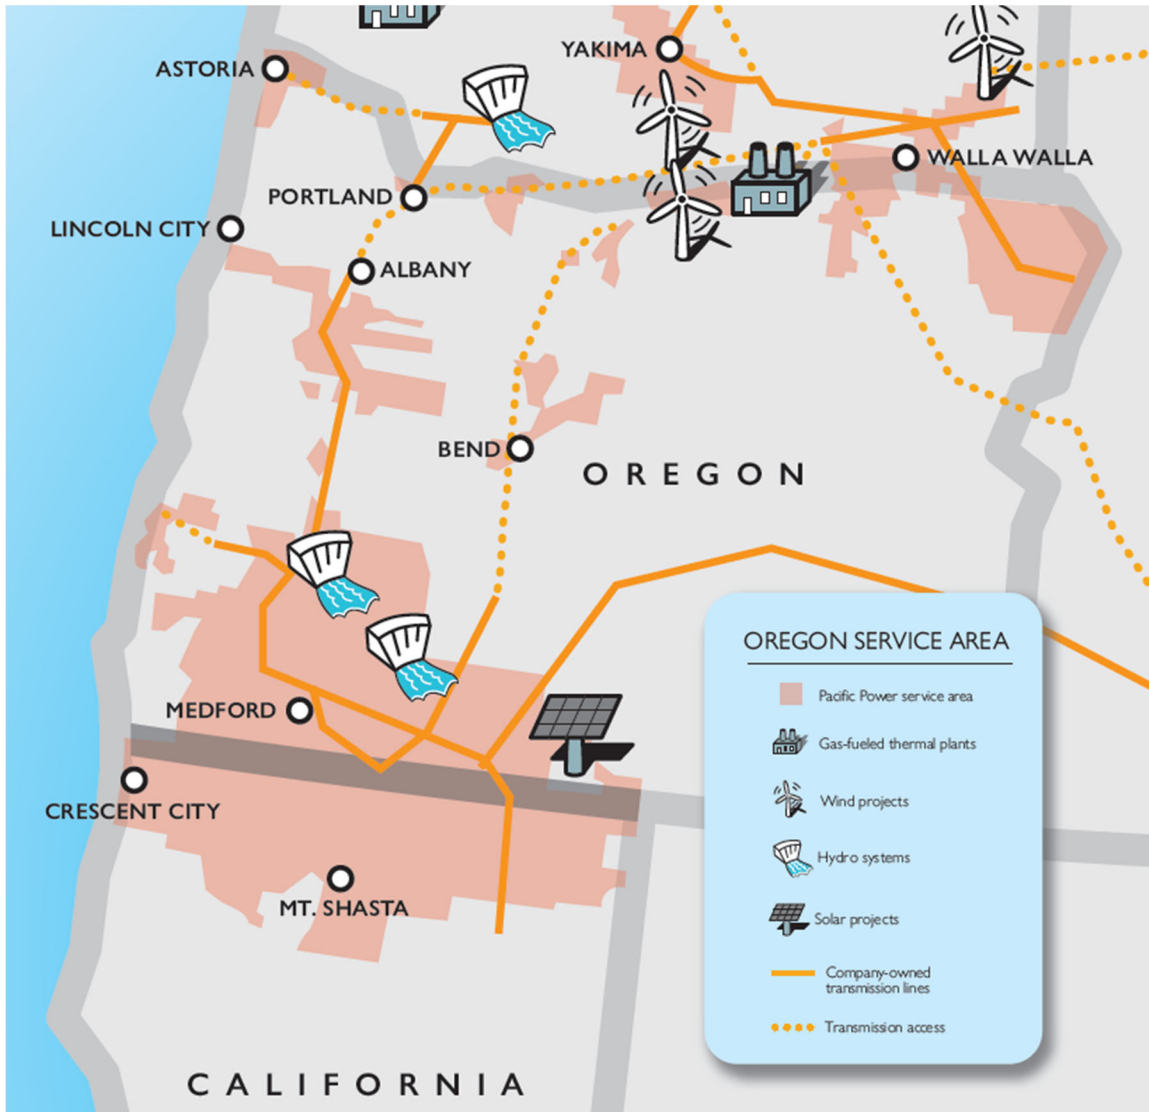 YAKIMA
ASTORIA
WALLA WALLA
PORTLAND
LINCOLN CITY
ALBANY
BEND
OREGON
OREGON SERVICE AREA
Pacific Power service area
Gas-fueled thermal plants
Wind projects
Hydro systems
Solar projects
Company-owned
transmission lines
Transmission access
MEDFORD
CRESCENT CITY
MT. SHASTA
CALIFORNIA